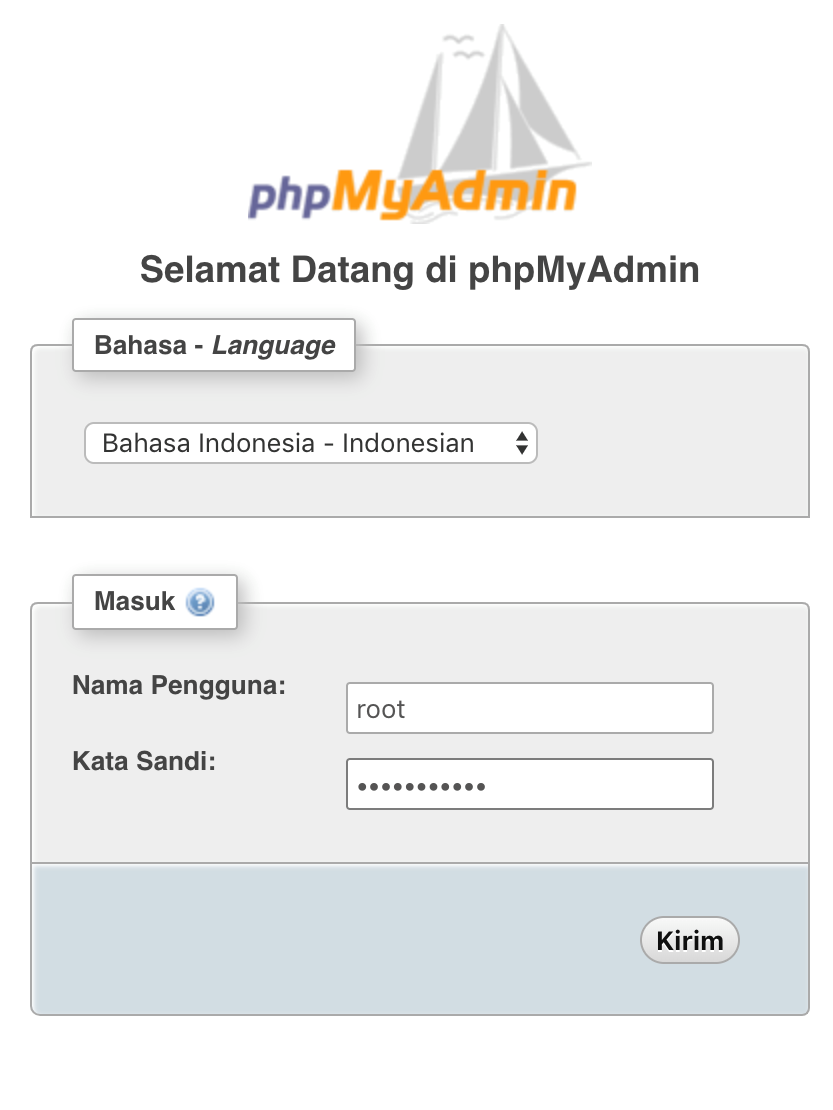 phpMyAdmin
Selamat Datang di phpMyAdmin
Bahasa - Language
Bahasa Indonesia - Indonesian
Masuk ?
Nama Pengguna:
root
Kata Sandi:
•••••••••••
Kirim